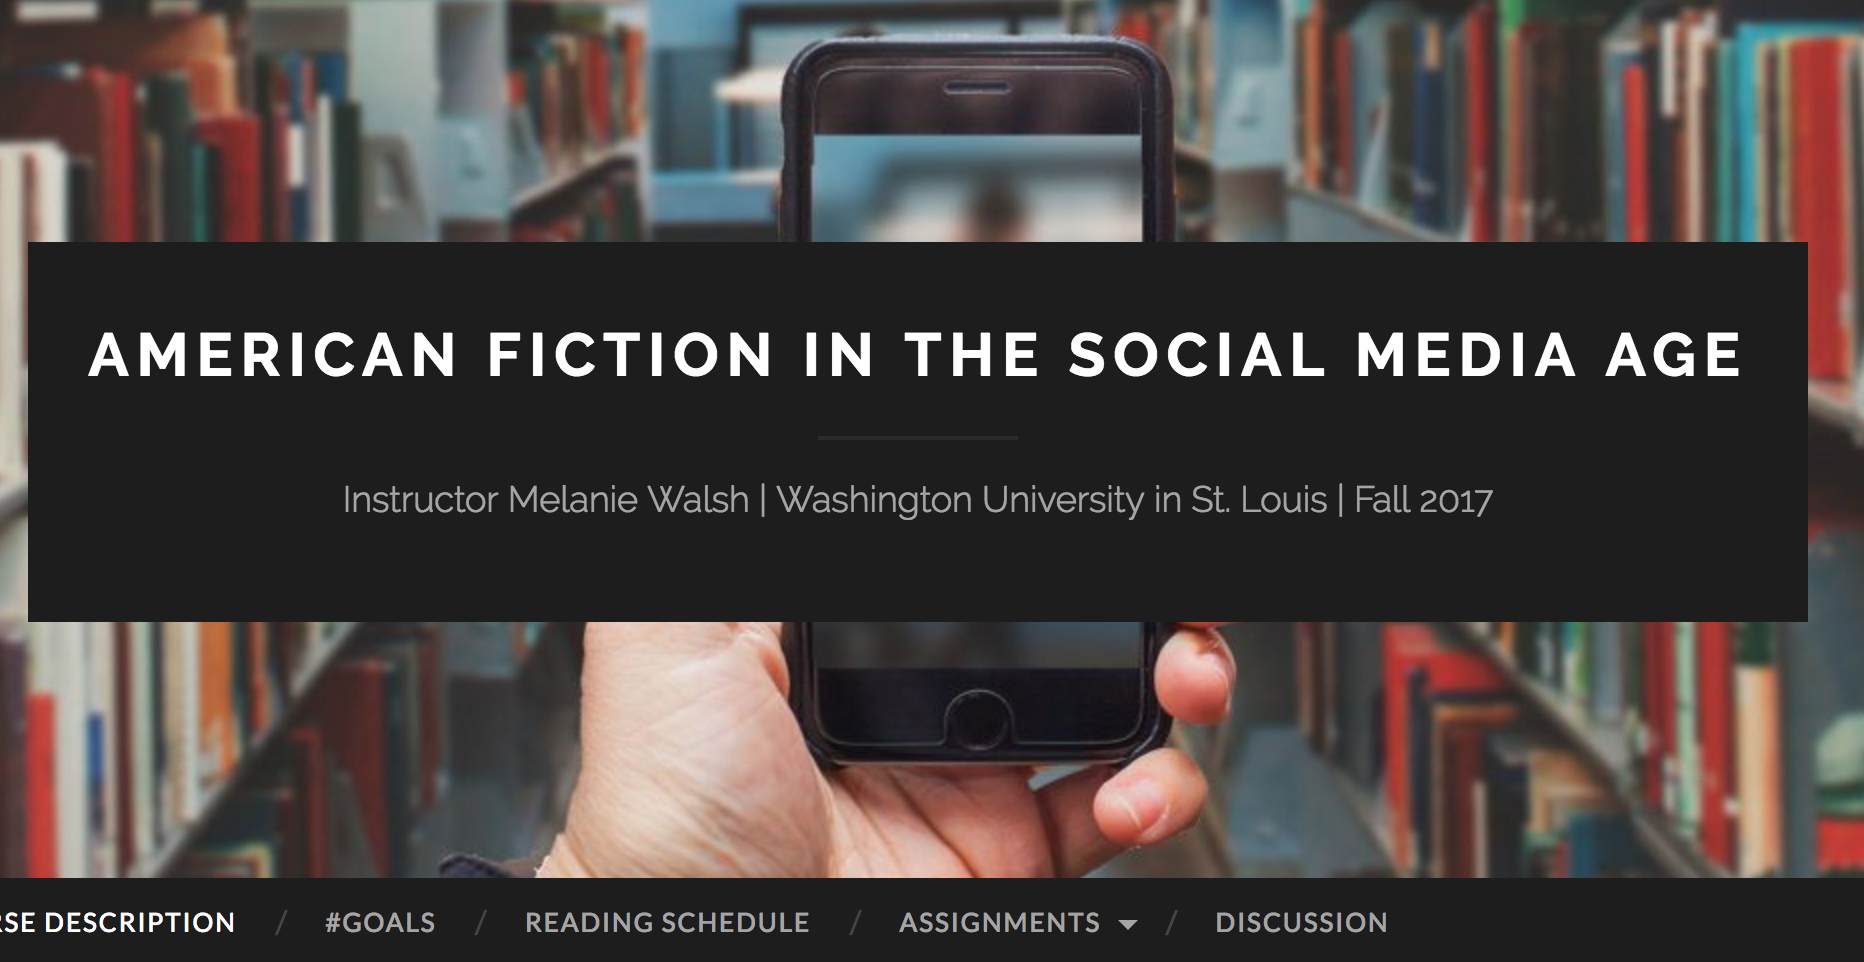 AMERICAN FICTION IN THE SOCIAL MEDIA AGE
Instructor Melanie Walsh | Washington University in St. Louis | Fall 2017
RSE DESCRIPTION / #GOALS / READING SCHEDULE / ASSIGNMENTS / DISCUSSION